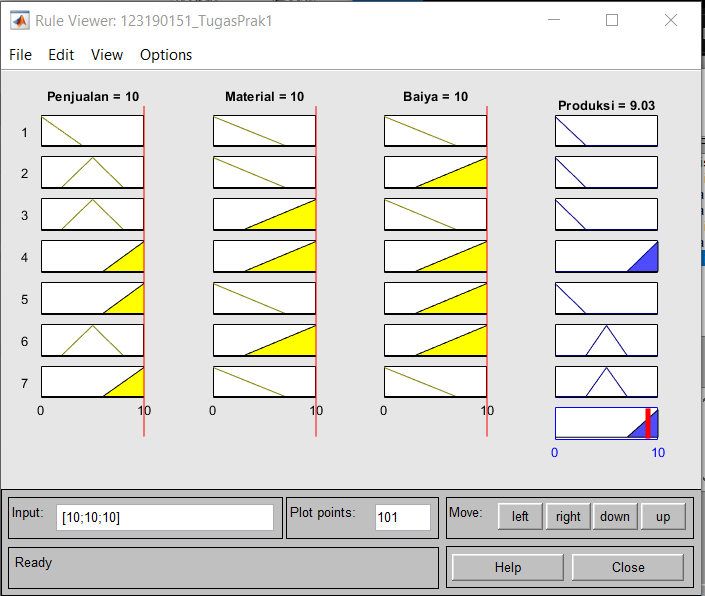 Rule Viewer: 123190151_TugasPrak1
File Edit View Options
Penjualan = 10 Material = 10 Baiya = 10 Produksi = 9.03
1
2
3
4
5
6
7
0 10 0 10 0 10
0 10
Input: [10;10;10] Plot points: 101 Move: left right down up
Ready Help Close